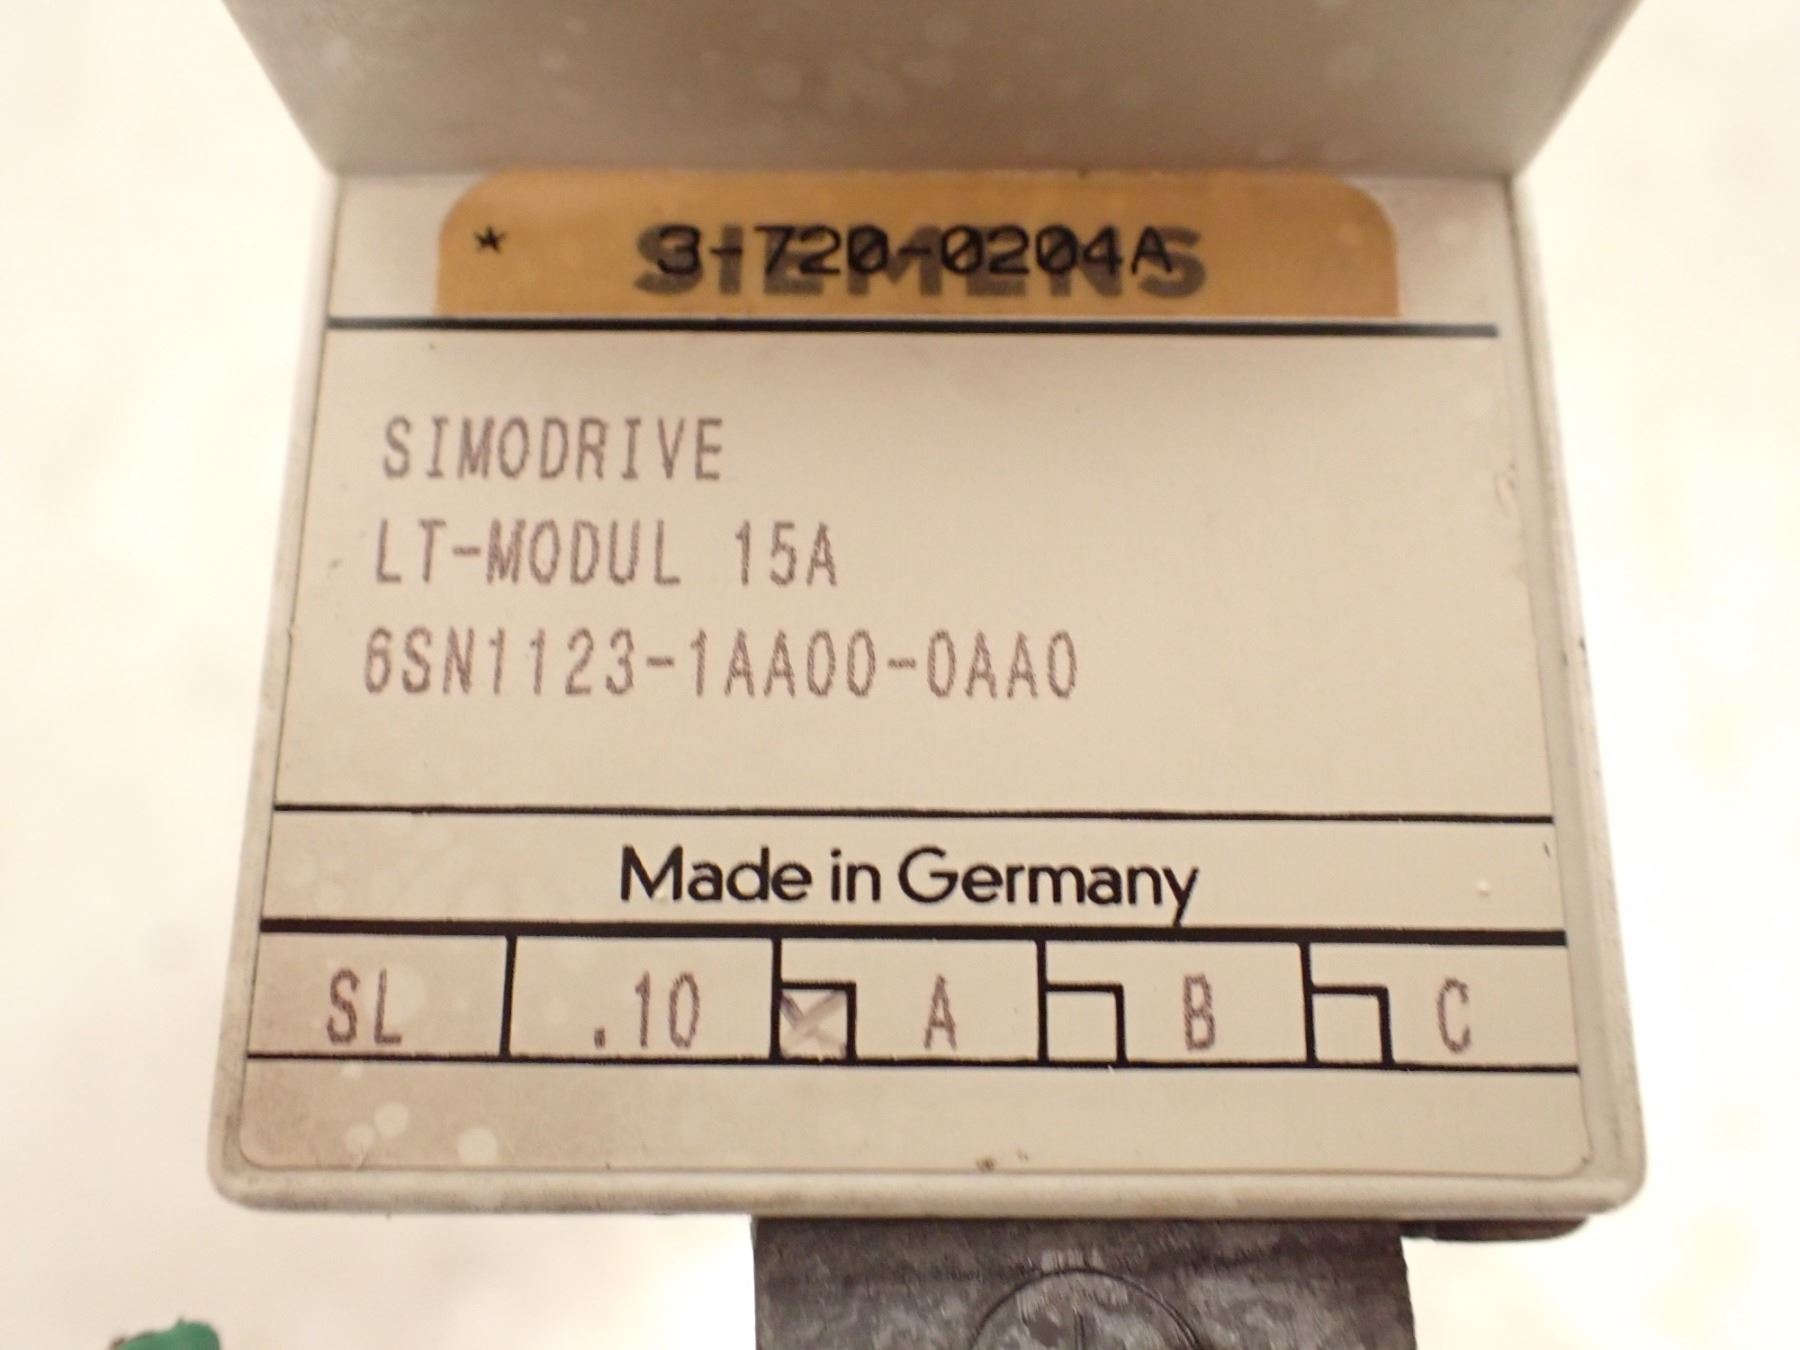 * 3-720-0204A
SIEMENS
SIMODRIVE
LT-MODUL 15A
6SN1123-1AA00-0AA0
Made in Germany
SL .10 A B C